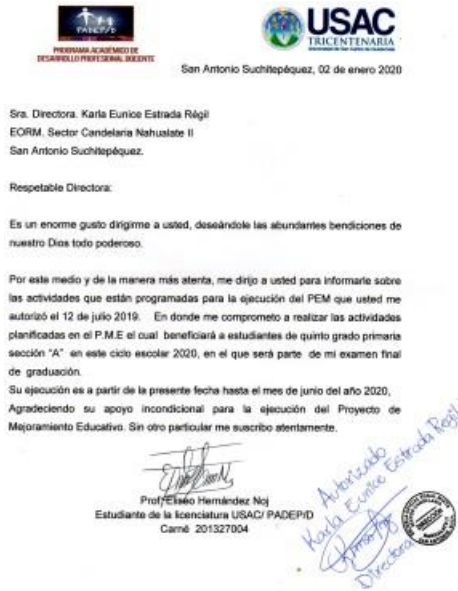 PADEP/D
PROGRAMA ACADÉMICO DE
DESARROLLO PROFESIONAL DOCENTE
USAC
TRICENTENARIA
Universidad de San Carlos de Guatemala
San Antonio Suchitepéquez, 02 de enero 2020
Sra. Directora. Karla Eunice Estrada Régil
EORM. Sector Candelaria Nahualate II
San Antonio Suchitepéquez.
Respetable Directora:
Es un enorme gusto dirigirme a usted, deseándole las abundantes bendiciones de
nuestro Dios todo poderoso.
Por este medio y de la manera más atenta, me dirijo a usted para informarle sobre
las actividades que están programadas para la ejecución del PEM que usted me
autorizó el 12 de julio 2019. En donde me comprometo a realizar las actividades
planificadas en el P.M.E el cual beneficiará a estudiantes de quinto grado primaria
sección "A" en este ciclo escolar 2020, en el que será parte de mi examen final
de graduación.
Su ejecución es a partir de la presente fecha hasta el mes de junio del año 2020,
Agradeciendo su apoyo incondicional para la ejecución del Proyecto de
Mejoramiento Educativo. Sin otro particular me suscribo atentamente.
Prof. Eliseo Hernández Noj
Estudiante de la licenciatura USAC/ PADEP/D
Carné 201327004
Autorizado
Karla Eunice Estrada Régil
Directora
DIRECCIÓN